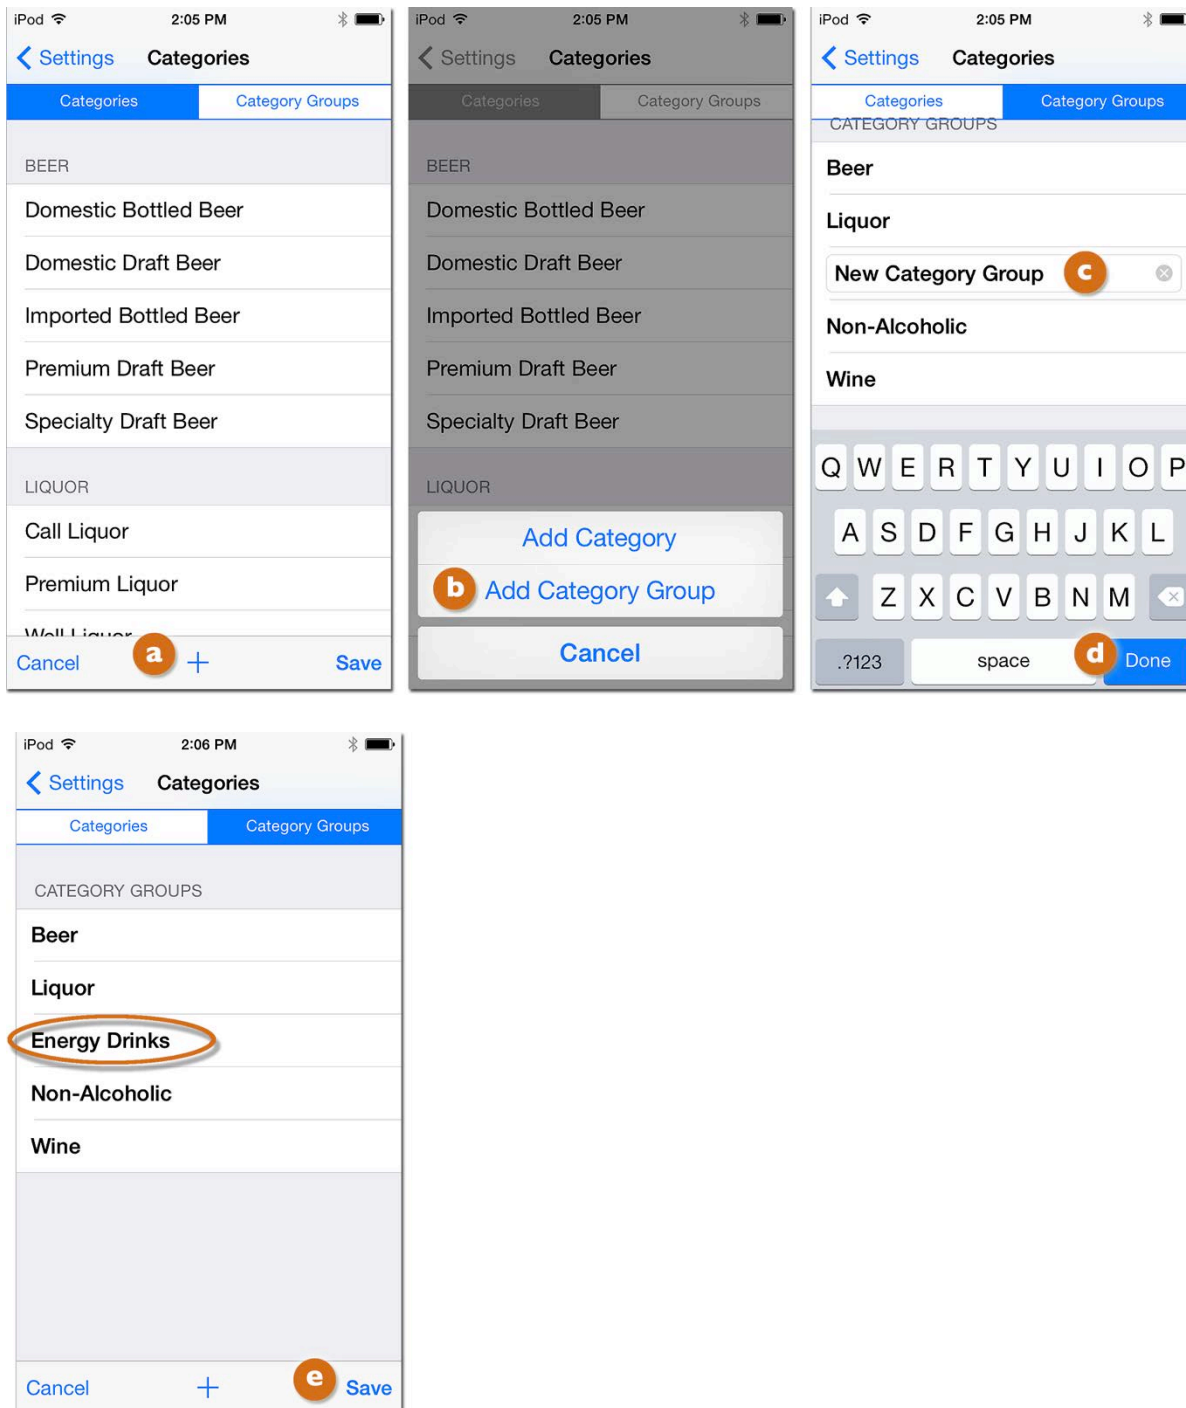 iPod 2:05 PM
Settings Categories
Categories Category Groups
BEER
Domestic Bottled Beer
Domestic Draft Beer
Imported Bottled Beer
Premium Draft Beer
Specialty Draft Beer
LIQUOR
Call Liquor
Premium Liquor
Well Liquor
Cancel a + Save
iPod 2:05 PM
Settings Categories
Categories Category Groups
BEER
Domestic Bottled Beer
Domestic Draft Beer
Imported Bottled Beer
Premium Draft Beer
Specialty Draft Beer
LIQUOR
Add Category
b Add Category Group
Cancel
iPod 2:05 PM
Settings Categories
Categories Category Groups
CATEGORY GROUPS
Beer
Liquor
New Category Group c
Non-Alcoholic
Wine
Q W E R T Y U I O P
A S D F G H J K L
Z X C V B N M
.?123 space d Done
iPod 2:06 PM
Settings Categories
Categories Category Groups
CATEGORY GROUPS
Beer
Liquor
Energy Drinks
Non-Alcoholic
Wine
Cancel + e Save